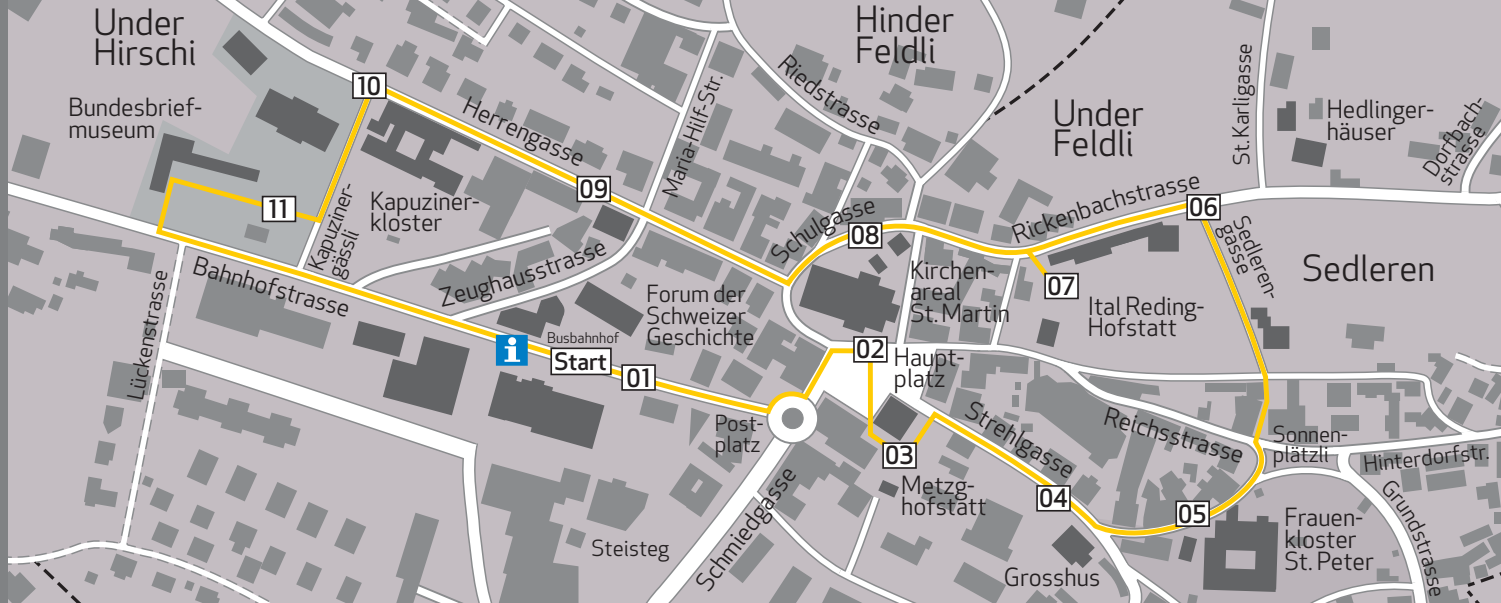 Under
Hirschi
Hinder
Feldli
Under
Feldli
Sedleren
Bundesbrief-
museum
10
Herrengasse
Maria-Hilf-Str.
Riedstrasse
St.Karligasse
Hedlinger-
häuser
Dorfbach-
strasse
11
Kapuziner-
gässli
Kapuziner-
kloster
09
Schulgasse
08
Rickenbachstrasse
06
Sedleren-
gasse
07
Ital Reding-
Hofstatt
Kirchen-
areal
St. Martin
Bahnhofstrasse
Zeughausstrasse
Forum der
Schweizer
Geschichte
Lückenstrasse
i
Busbahnhof
Start
01
02
Haupt-
platz
Post-
platz
03
Metzg-
hofstatt
Strehlgasse
Reichsstrasse
Sonnen-
plätzli
Hinterdorfstr.
Grundstrasse
04
05
Frauen-
kloster
St. Peter
Grosshus
Steisteg
Schmiedgasse